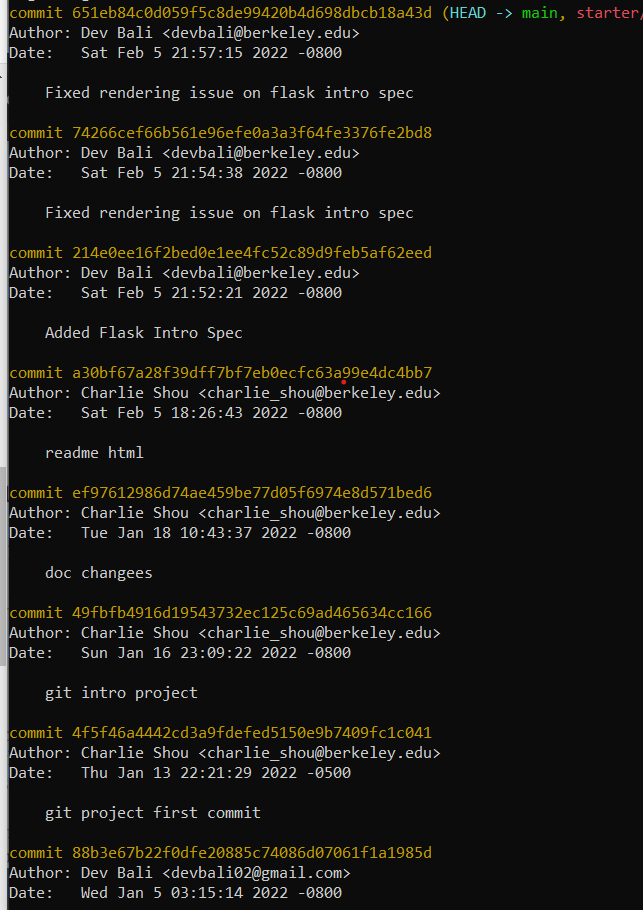 commit 651eb84c0d059f5c8de99420b4d698dbcb18a43d (HEAD -> main, starter/
Author: Dev Bali <devbali@berkeley.edu>
Date:   Sat Feb 5 21:57:15 2022 -0800
Fixed rendering issue on flask intro spec
commit 74266cef66b561e96efe0a3a3f64fe3376fe2bd8
Author: Dev Bali <devbali@berkeley.edu>
Date:   Sat Feb 5 21:54:38 2022 -0800
Fixed rendering issue on flask intro spec
commit 214e0ee16f2bed0e1ee4fc52c89d9feb5af62eed
Author: Dev Bali <devbali@berkeley.edu>
Date:   Sat Feb 5 21:52:21 2022 -0800
Added Flask Intro Spec
commit a30bf67a28f39dff7bf7eb0ecfc63a99e4dc4bb7
Author: Charlie Shou <charlie_shou@berkeley.edu>
Date:   Sat Feb 5 18:26:43 2022 -0800
readme html
commit ef97612986d74ae459be77d05f6974e8d571bed6
Author: Charlie Shou <charlie_shou@berkeley.edu>
Date:   Tue Jan 18 10:43:37 2022 -0800
doc changees
commit 49fbfb4916d19543732ec125c69ad465634cc166
Author: Charlie Shou <charlie_shou@berkeley.edu>
Date:   Sun Jan 16 23:09:22 2022 -0800
git intro project
commit 4f5f46a4442cd3a9fdefed5150e9b7409fc1c041
Author: Charlie Shou <charlie_shou@berkeley.edu>
Date:   Thu Jan 13 22:21:29 2022 -0500
git project first commit
commit 88b3e67b22f0dfe20885c74086d07061f1a1985d
Author: Dev Bali <devbali02@gmail.com>
Date:   Wed Jan 5 03:15:14 2022 -0800